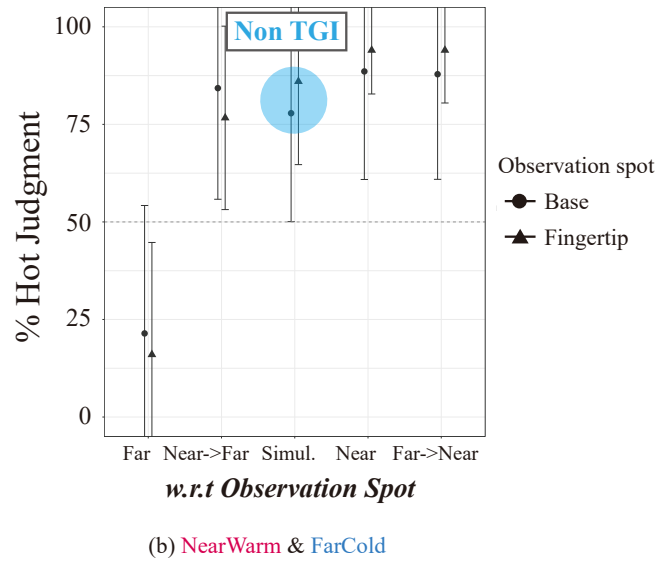 100
Non TGI
75
50
25
0
% Hot Judgment
Observation spot
Base
Fingertip
Far Near->Far Simul. Near Far->Near
w.r.t Observation Spot
(b) NearWarm & FarCold